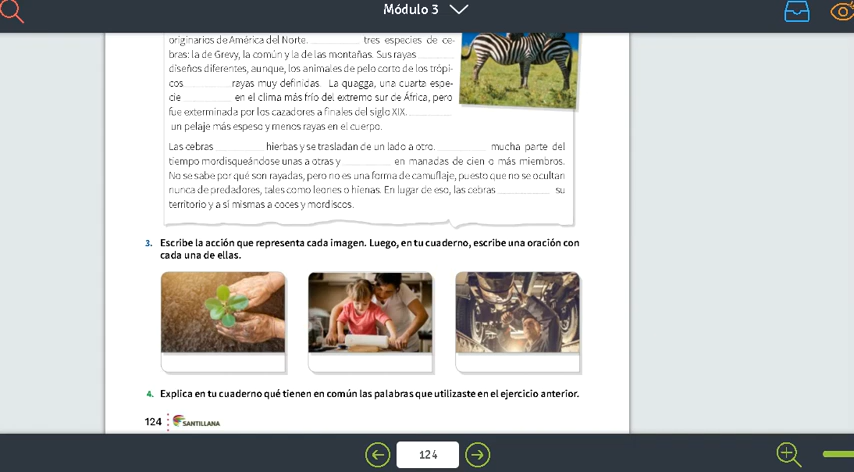 Módulo 3
originarios de América del Norte. __________ tres especies de ce-
bras: la de Grevy, la común y la de las montañas. Sus rayas __________
diseños diferentes, aunque, los animales de pelo corto de los trópi-
cos __________ rayas muy definidas. La quagga, una cuarta espe-
cie __________ en el clima más frío del extremo sur de África, pero
fue exterminada por los cazadores a finales del siglo XIX. __________
un pelaje más espeso y menos rayas en el cuerpo.
Las cebras __________ hierbas y se trasladan de un lado a otro. __________ mucha parte del
tiempo mordisqueándose unas a otras y __________ en manadas de cien o más miembros.
No se sabe por qué son rayadas, pero no es una forma de camuflaje, puesto que no se ocultan
nunca de predadores, tales como leones o hienas. En lugar de eso, las cebras __________ su
territorio y a sí mismas a coces y mordiscos.
3. Escribe la acción que representa cada imagen. Luego, en tu cuaderno, escribe una oración con
cada una de ellas.
4. Explica en tu cuaderno qué tienen en común las palabras que utilizaste en el ejercicio anterior.
124 SANTILLANA
124